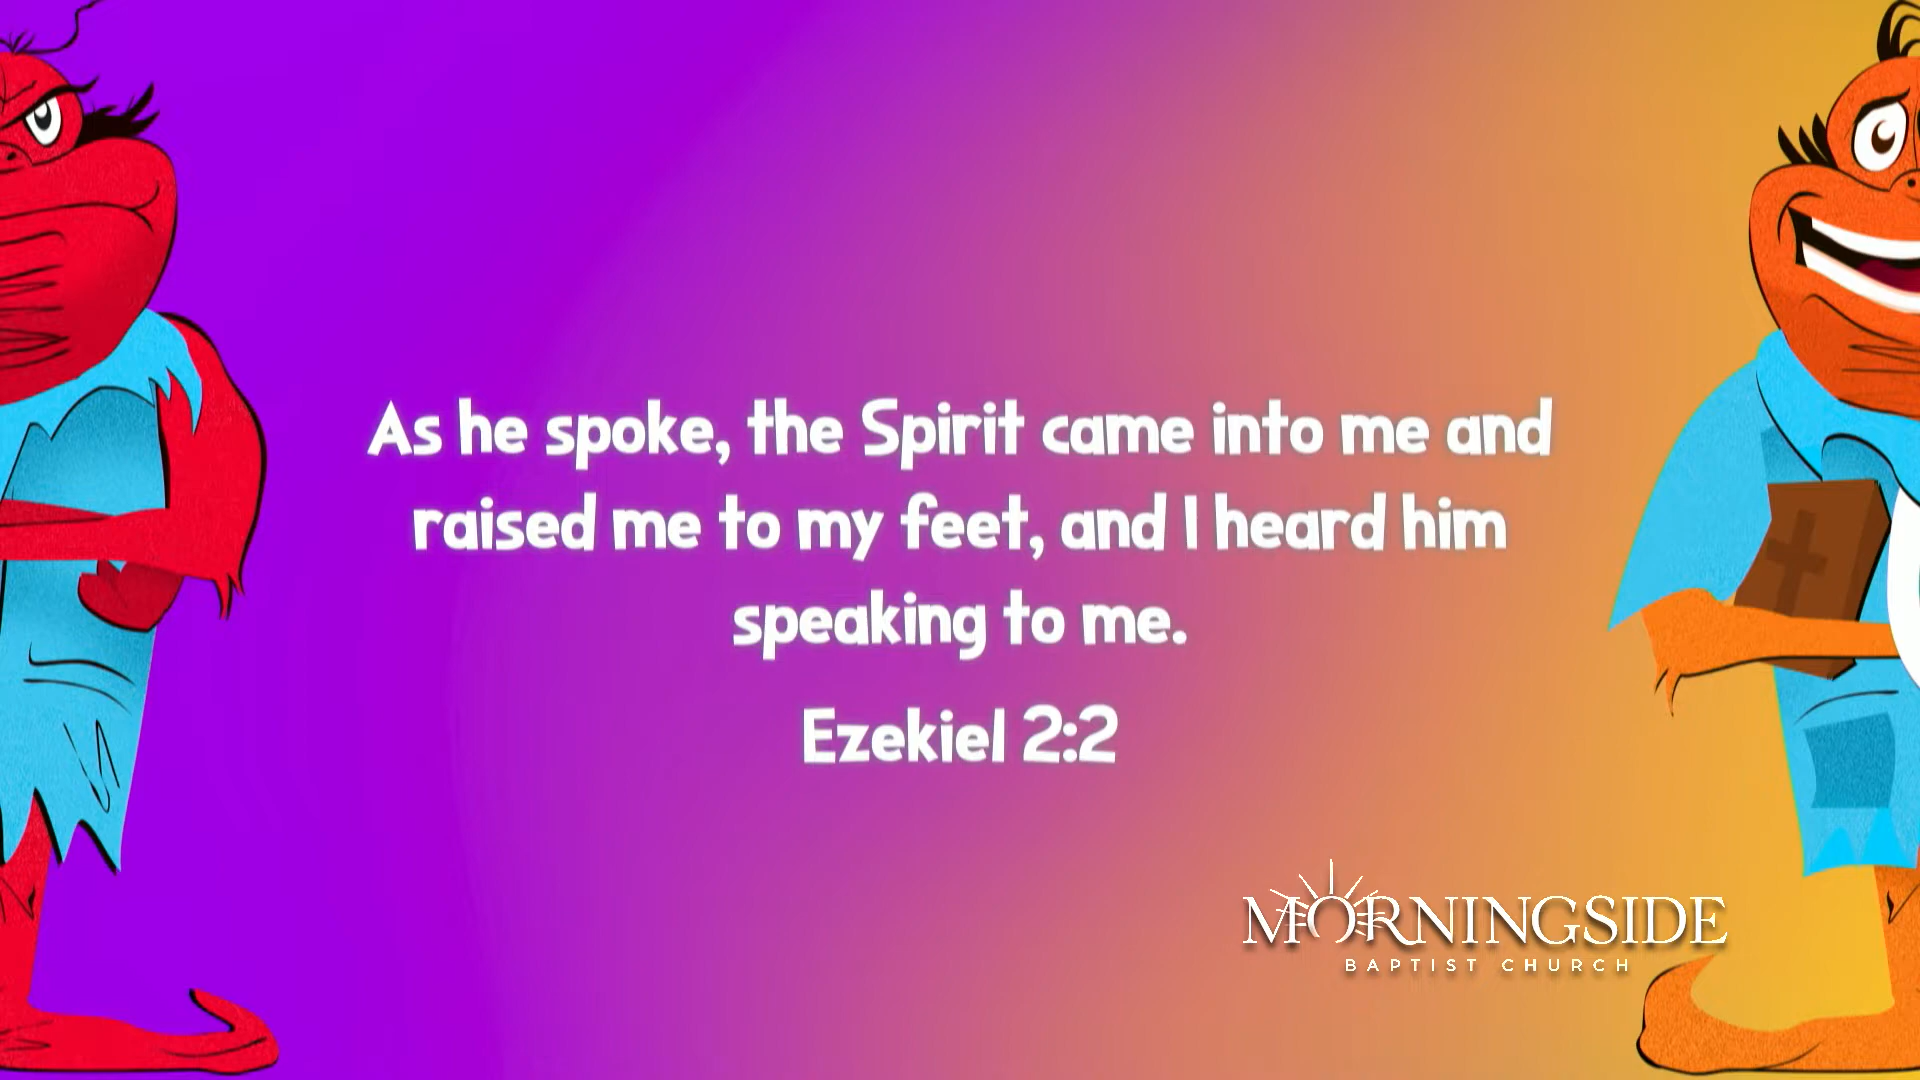 As he spoke, the Spirit came into me and
raised me to my feet, and I heard him
speaking to me.
Ezekiel 2:2
MORNINGSIDE
BAPTIST CHURCH